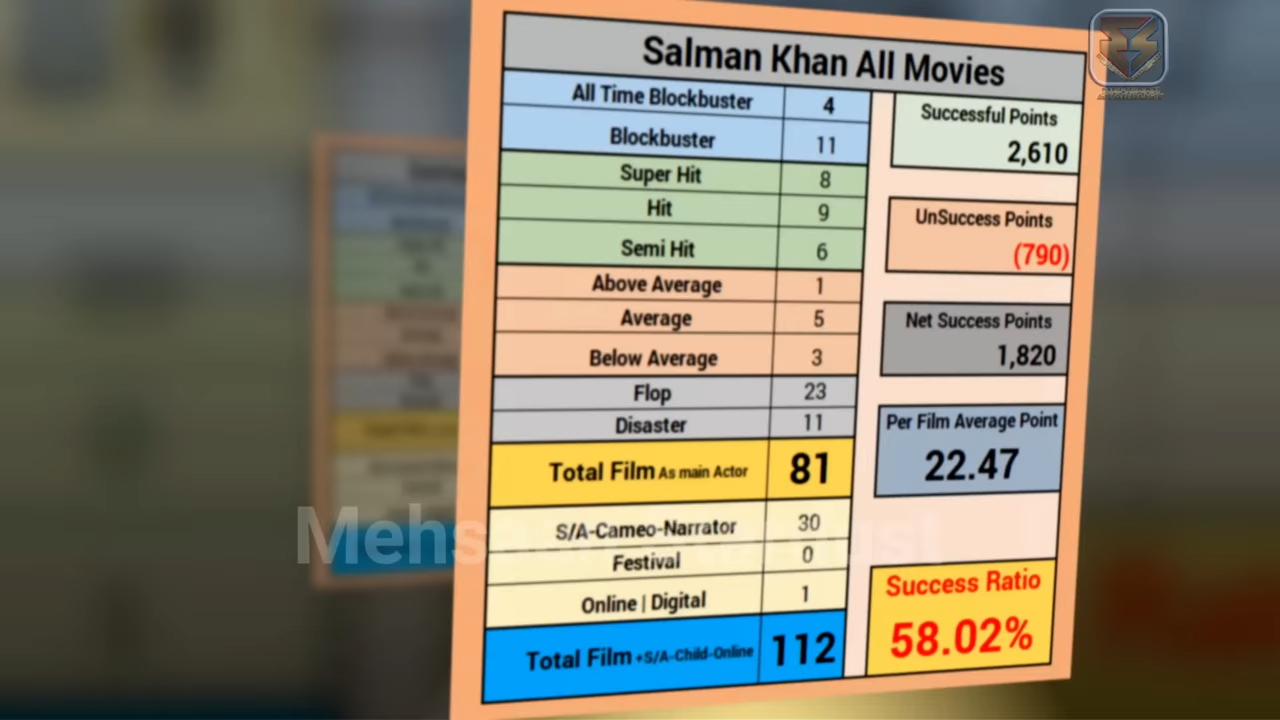 Salman Khan All Movies
All Time Blockbuster 4
Blockbuster 11
Super Hit 8
Hit 9
Semi Hit 6
Above Average 1
Average 5
Below Average 3
Flop 23
Disaster 11
Total Film As main Actor 81
S/A-Cameo-Narrator 30
Festival 0
Online | Digital 1
Total Film +S/A-Child-Online 112
Successful Points
2,610
UnSuccess Points
(790)
Net Success Points
1,820
Per Film Average Point
22.47
Success Ratio
58.02%